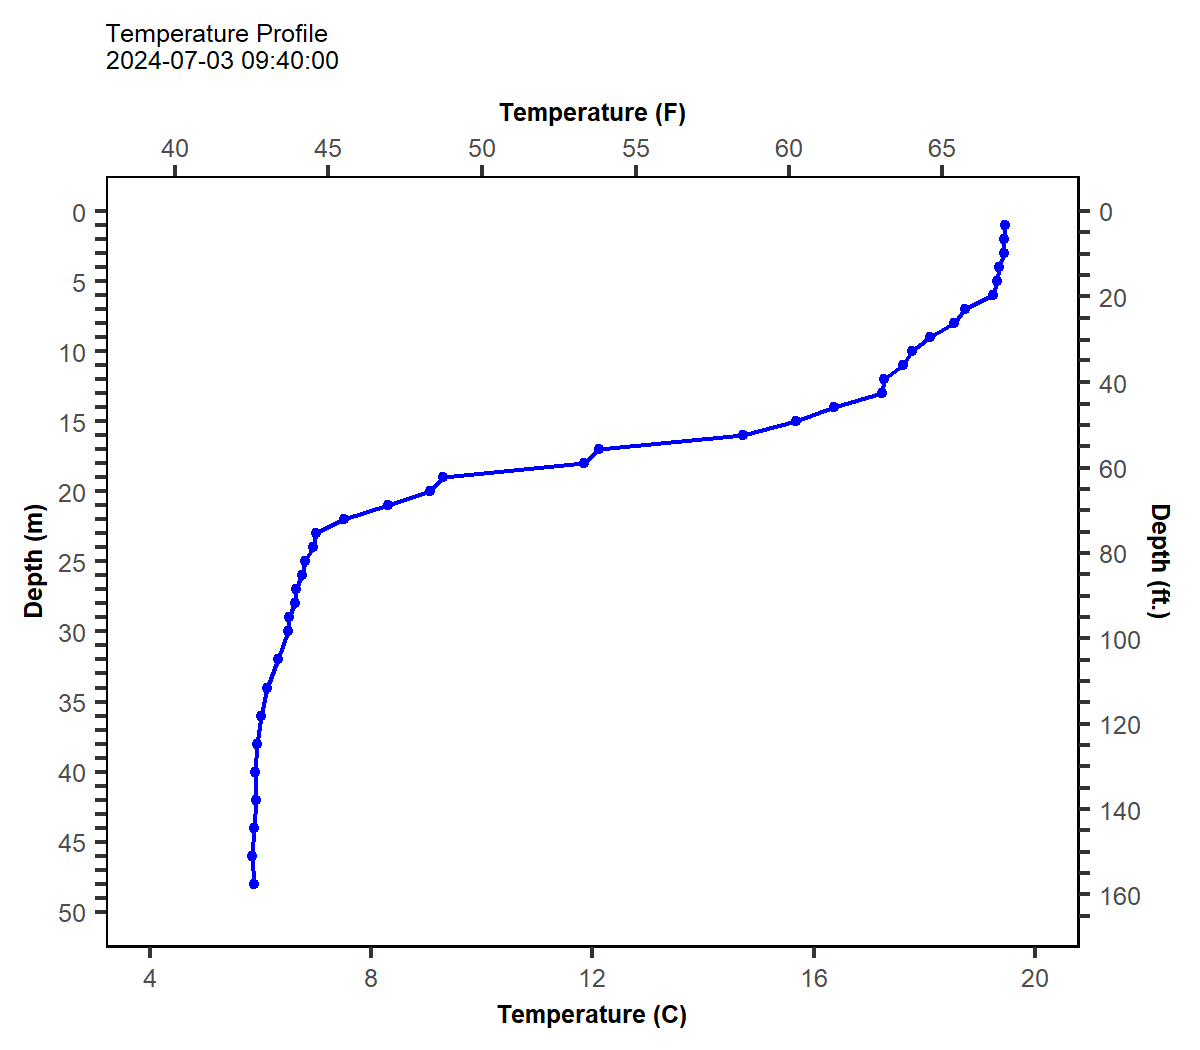 Temperature Profile
2024-07-03 09:40:00
Temperature (F)
40 45 50 55 60 65
0 0
5
20
10
40
15
60
20
Depth (m)
Depth (ft.)
25 80
30 100
35
120
40
140
45
160
50
4 8 12 16 20
Temperature (C)